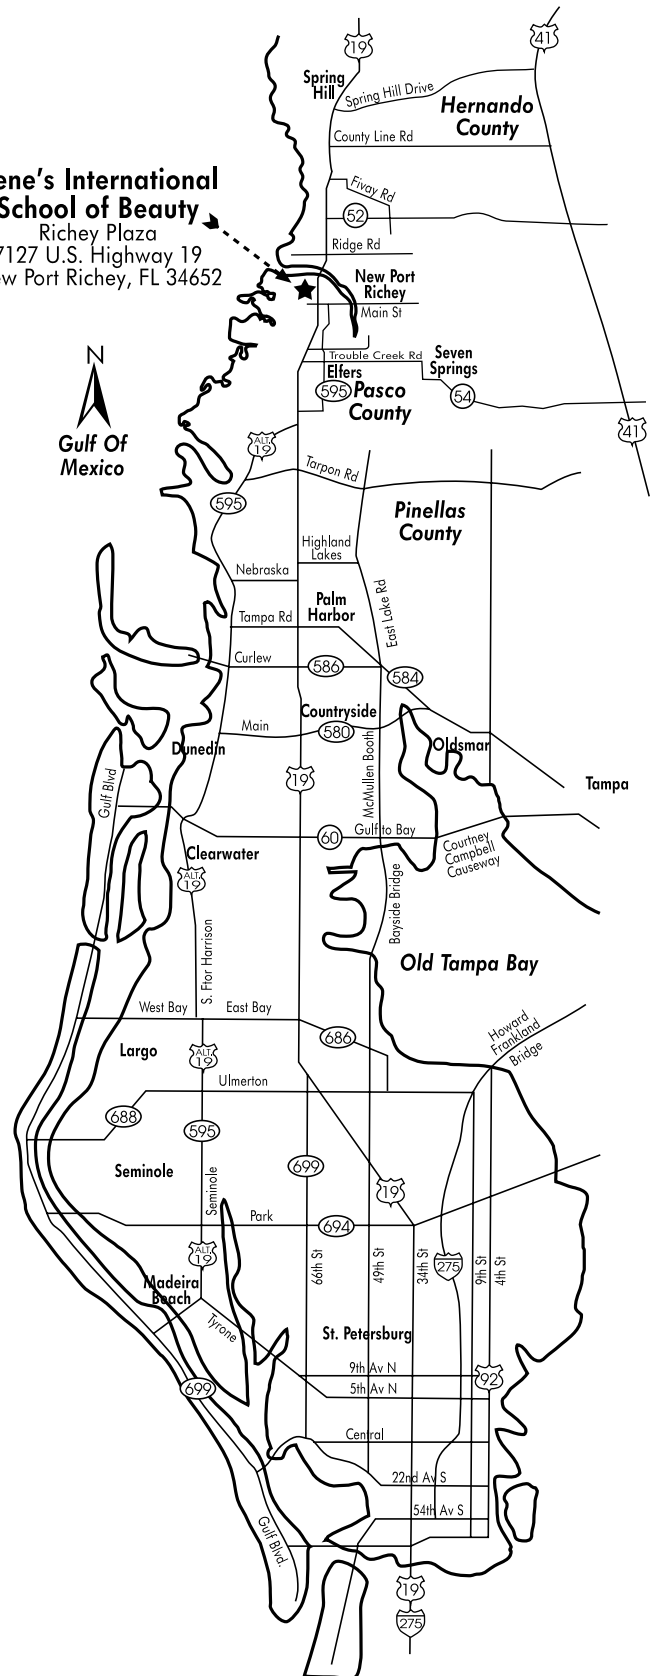 19
41
Spring
Hill
Spring Hill Drive
Hernando
County
County Line Rd
ene's International
School of Beauty
Richey Plaza
7127 U.S. Highway 19
ew Port Richey, FL 34652
Fivay Rd
52
Ridge Rd
New Port
Richey
Main St
Trouble Creek Rd
Seven
Springs
Elfers
595
Pasco
County
54
41
N
Gulf Of
Mexico
ALT.
19
Tarpon Rd
595
Pinellas
County
Highland
Lakes
Nebraska
Palm
Harbor
East Lake Rd
Tampa Rd
Curlew
586
584
Countryside
Main
580
Dunedin
Oldsmar
McMullen Booth
19
Gulf Blvd
Tampa
60
Gulf to Bay
Courtney
Campbell
Causeway
Clearwater
ALT.
19
Bayside Bridge
S. Ftor Harrison
Old Tampa Bay
West Bay
East Bay
Howard
Frankland
Bridge
686
Largo
ALT.
19
Ulmerton
688
595
699
Seminole
Seminole
19
Park
694
ALT.
19
66th St
49th St
34th St
275
9th St
4th St
Madeira
Beach
Tyrone
St. Petersburg
9th Av N
92
699
5th Av N
Central
22nd Av S
54th Av S
Gulf Blvd.
19
275